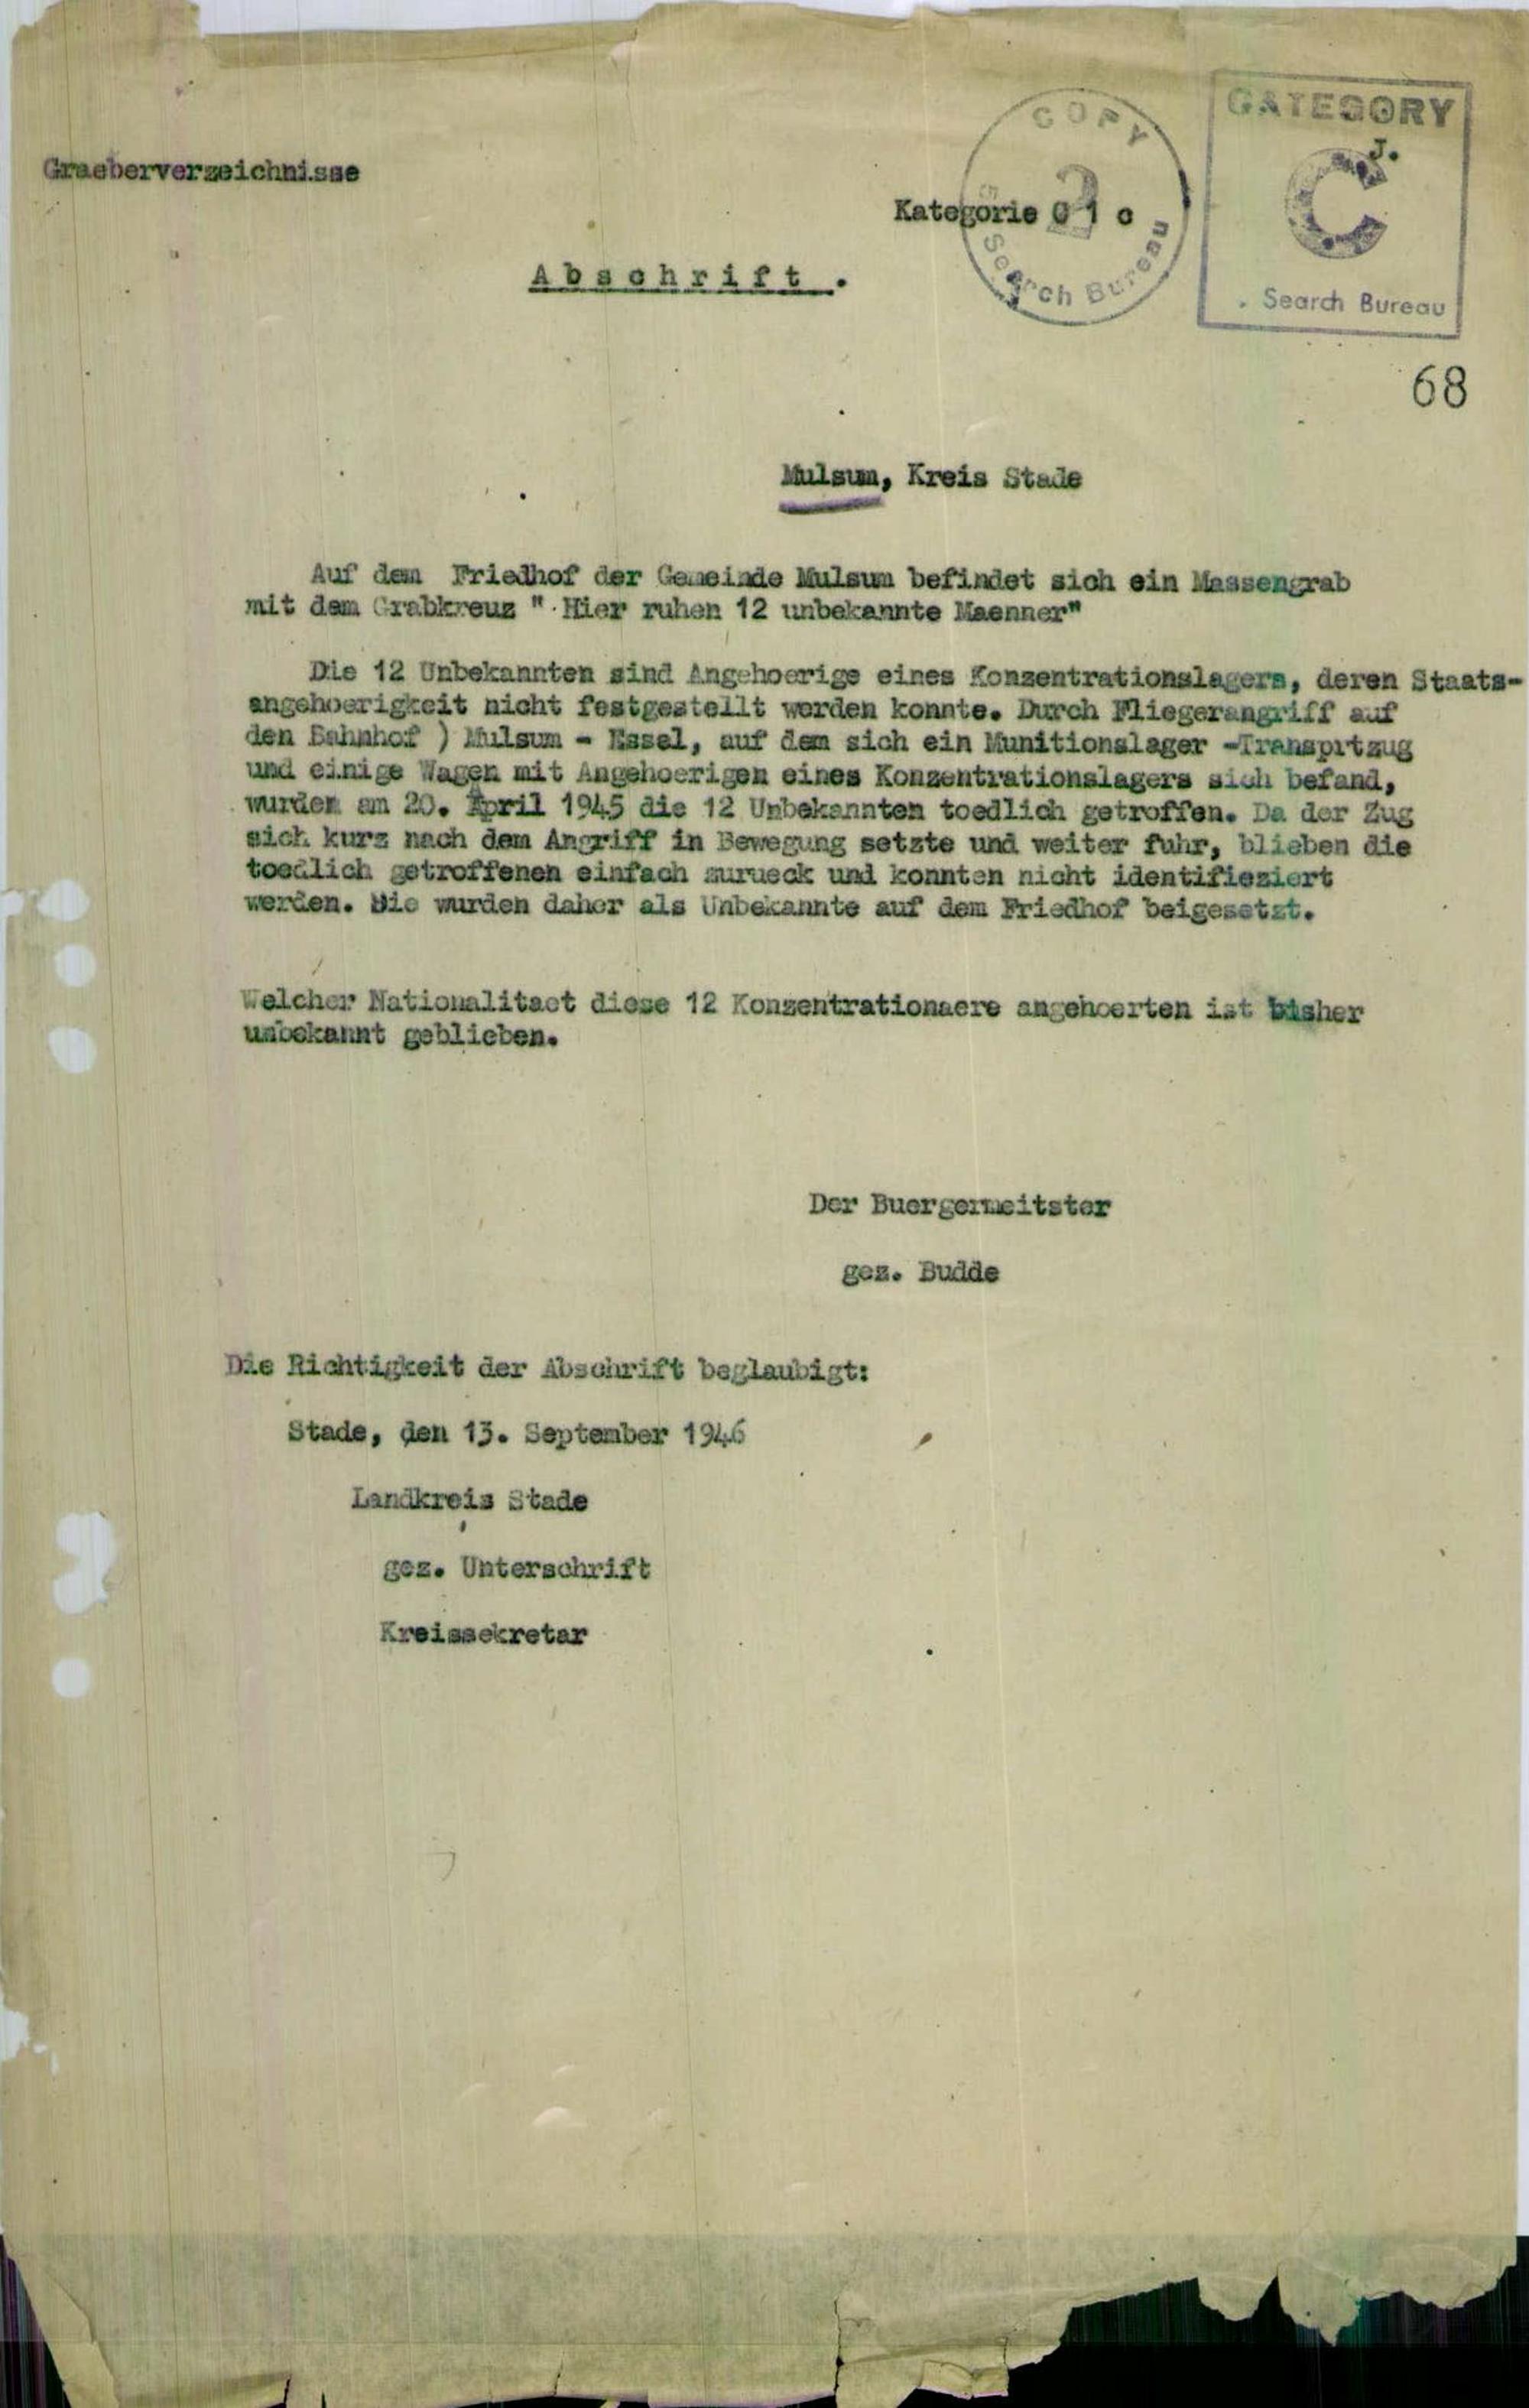 COPY
2
Search Bureau
CATEGORY
J.
C
Search Bureau
Graeberverzeichnisse
Kategorie C 1 c
Abschrift.
68
Mulsum, Kreis Stade
Auf dem Friedhof der Gemeinde Mulsum befindet sich ein Massengrab
mit dem Grabkreuz " Hier ruhen 12 unbekannte Maenner"
Die 12 Unbekannten sind Angehoerige eines Konzentrationslagers, deren Staats-
angehoerigkeit nicht festgestellt werden konnte. Durch Fliegerangriff auf
den Bahnhof ) Mulsum - Essel, auf dem sich ein Munitionslager -Transprtzug
und einige Wagen mit Angehoerigen eines Konzentrationslagers sich befand,
wurden am 20. April 1945 die 12 Unbekannten toedlich getroffen. Da der Zug
sich kurz nach dem Angriff in Bewegung setzte und weiter fuhr, blieben die
toedlich getroffenen einfach zurueck und konnten nicht identifieziert
werden. Sie wurden daher als Unbekannte auf dem Friedhof beigesetzt.
Welcher Nationalitaet diese 12 Konzentrationaere angehoerten ist bisher
unbekannt geblieben.
Der Buergermeitster
gez. Budde
Die Richtigkeit der Abschrift beglaubigt:
Stade, den 13. September 1946
Landkreis Stade
gez. Unterschrift
Kreissekretar